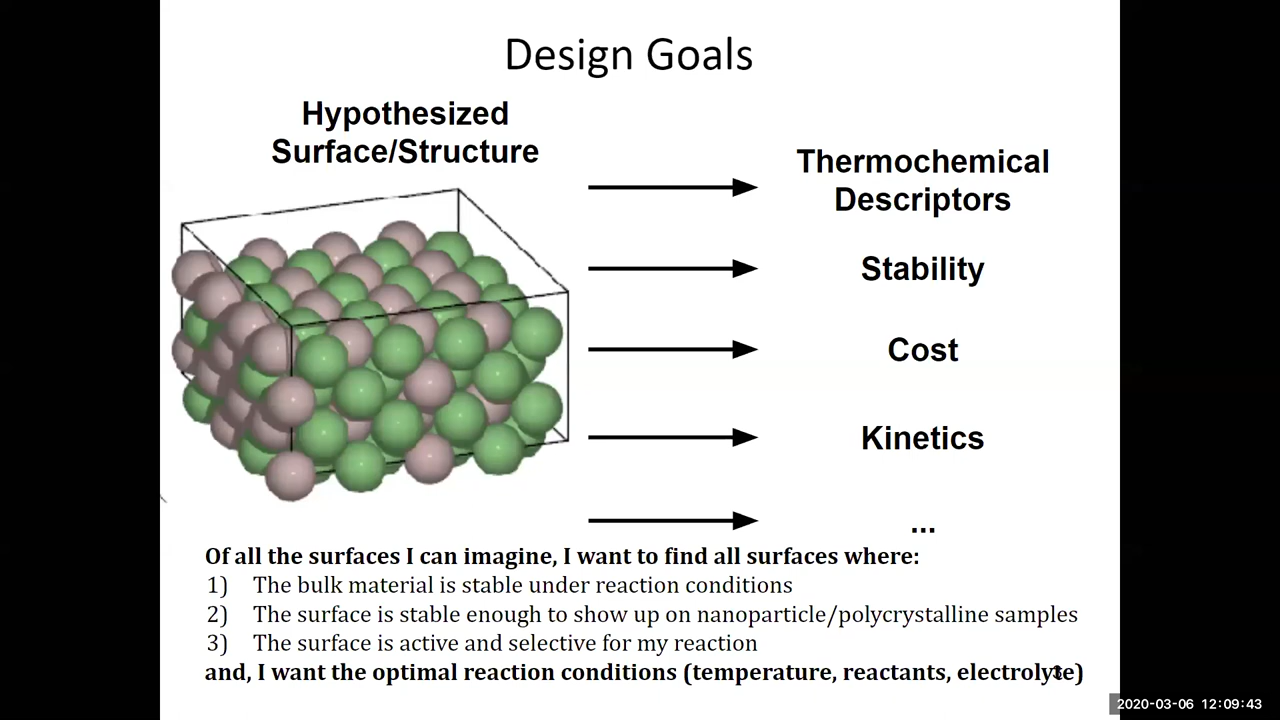 Design Goals
Hypothesized
Surface/Structure
Thermochemical
Descriptors
Stability
Cost
Kinetics
...
Of all the surfaces I can imagine, I want to find all surfaces where:
1) The bulk material is stable under reaction conditions
2) The surface is stable enough to show up on nanoparticle/polycrystalline samples
3) The surface is active and selective for my reaction
and, I want the optimal reaction conditions (temperature, reactants, electrolyte)
2020-03-06 12:09:43